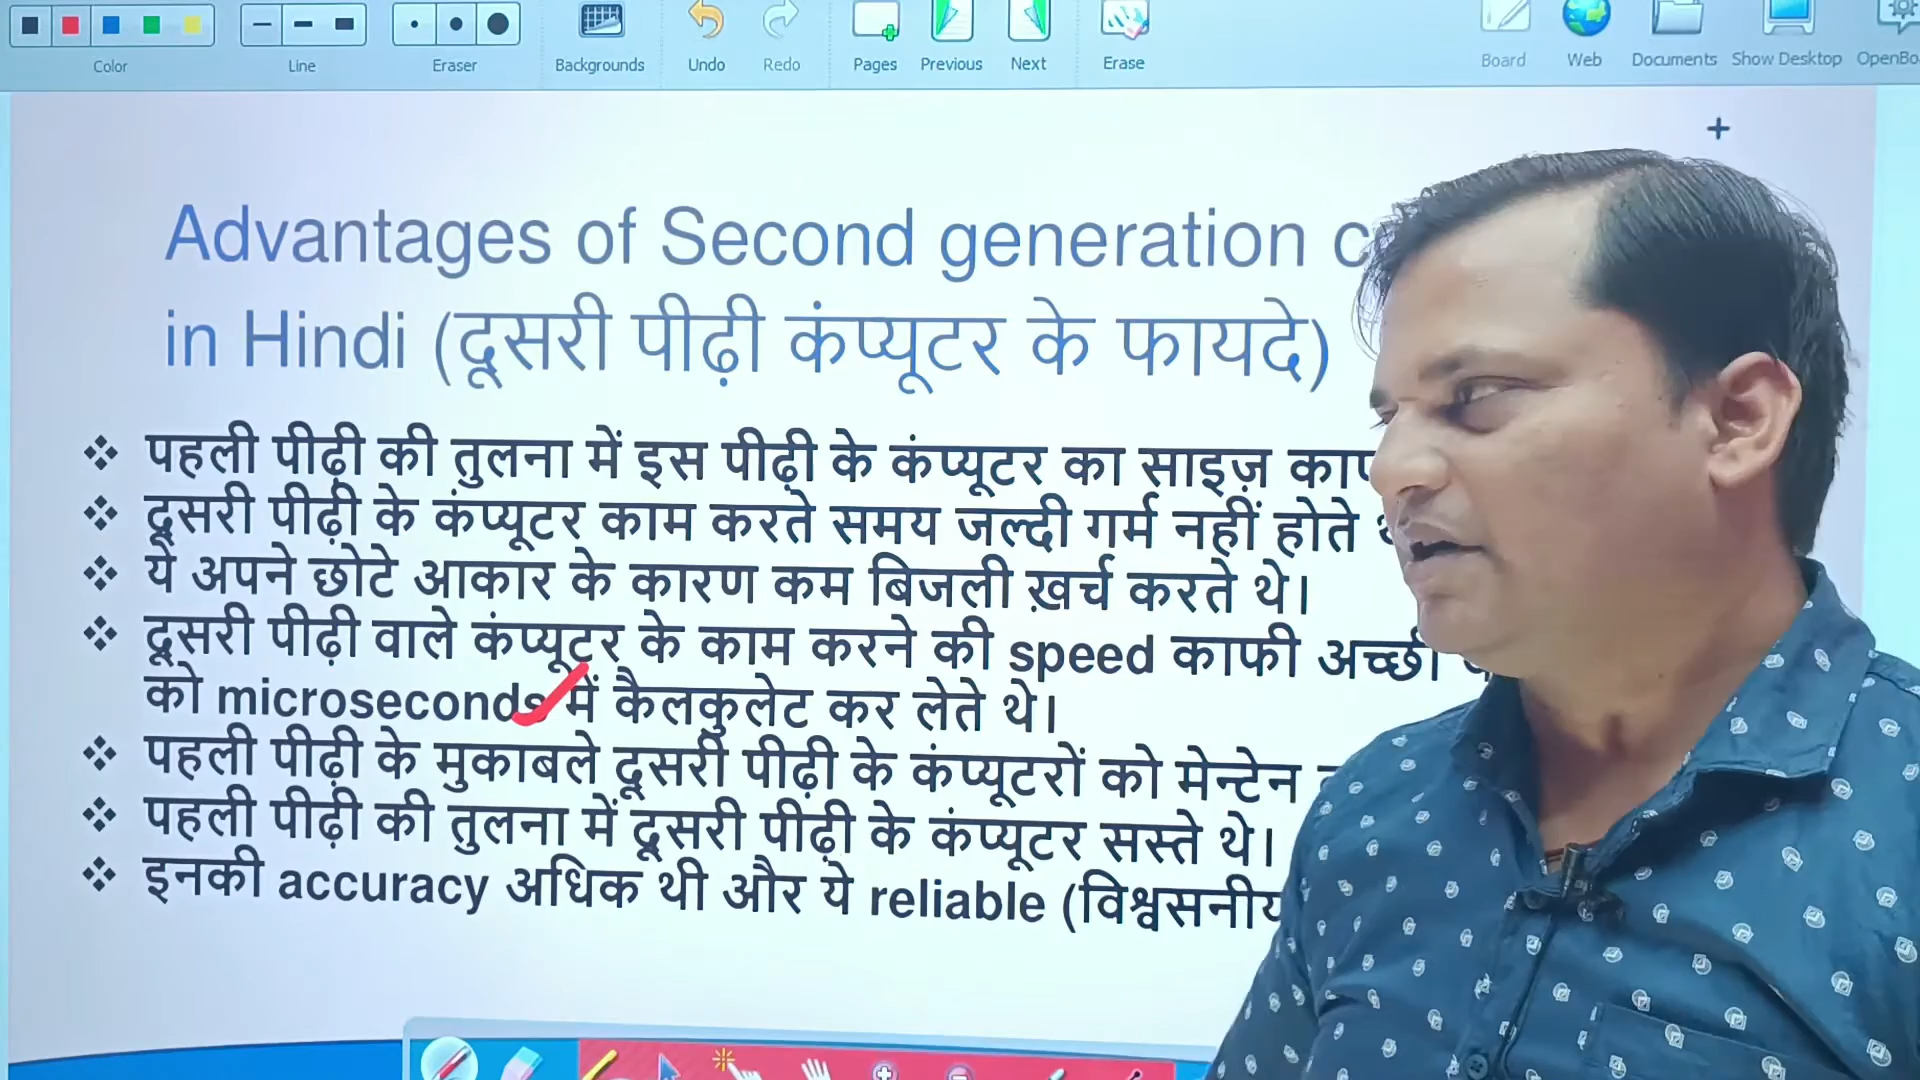 Color
Line
Eraser
Backgrounds
Undo
Redo
Pages
Previous
Next
Erase
Board
Web
Documents
Show Desktop
Advantages of Second generation
in Hindi (दूसरी पीढ़ी कंप्यूटर के फायदे)
❖ पहली पीढ़ी की तुलना में इस पीढ़ी के कंप्यूटर का साइज़
❖ दूसरी पीढ़ी के कंप्यूटर काम करते समय जल्दी गर्म नहीं होते
❖ ये अपने छोटे आकार के कारण कम बिजली ख़र्च करते थे।
❖ दूसरी पीढ़ी वाले कंप्यूटर के काम करने की speed काफी अच्छी
को microseconds में कैलकुलेट कर लेते थे।
❖ पहली पीढ़ी के मुकाबले दूसरी पीढ़ी के कंप्यूटरों को मेन्टेन
❖ पहली पीढ़ी की तुलना में दूसरी पीढ़ी के कंप्यूटर सस्ते थे।
❖ इनकी accuracy अधिक थी और ये reliable